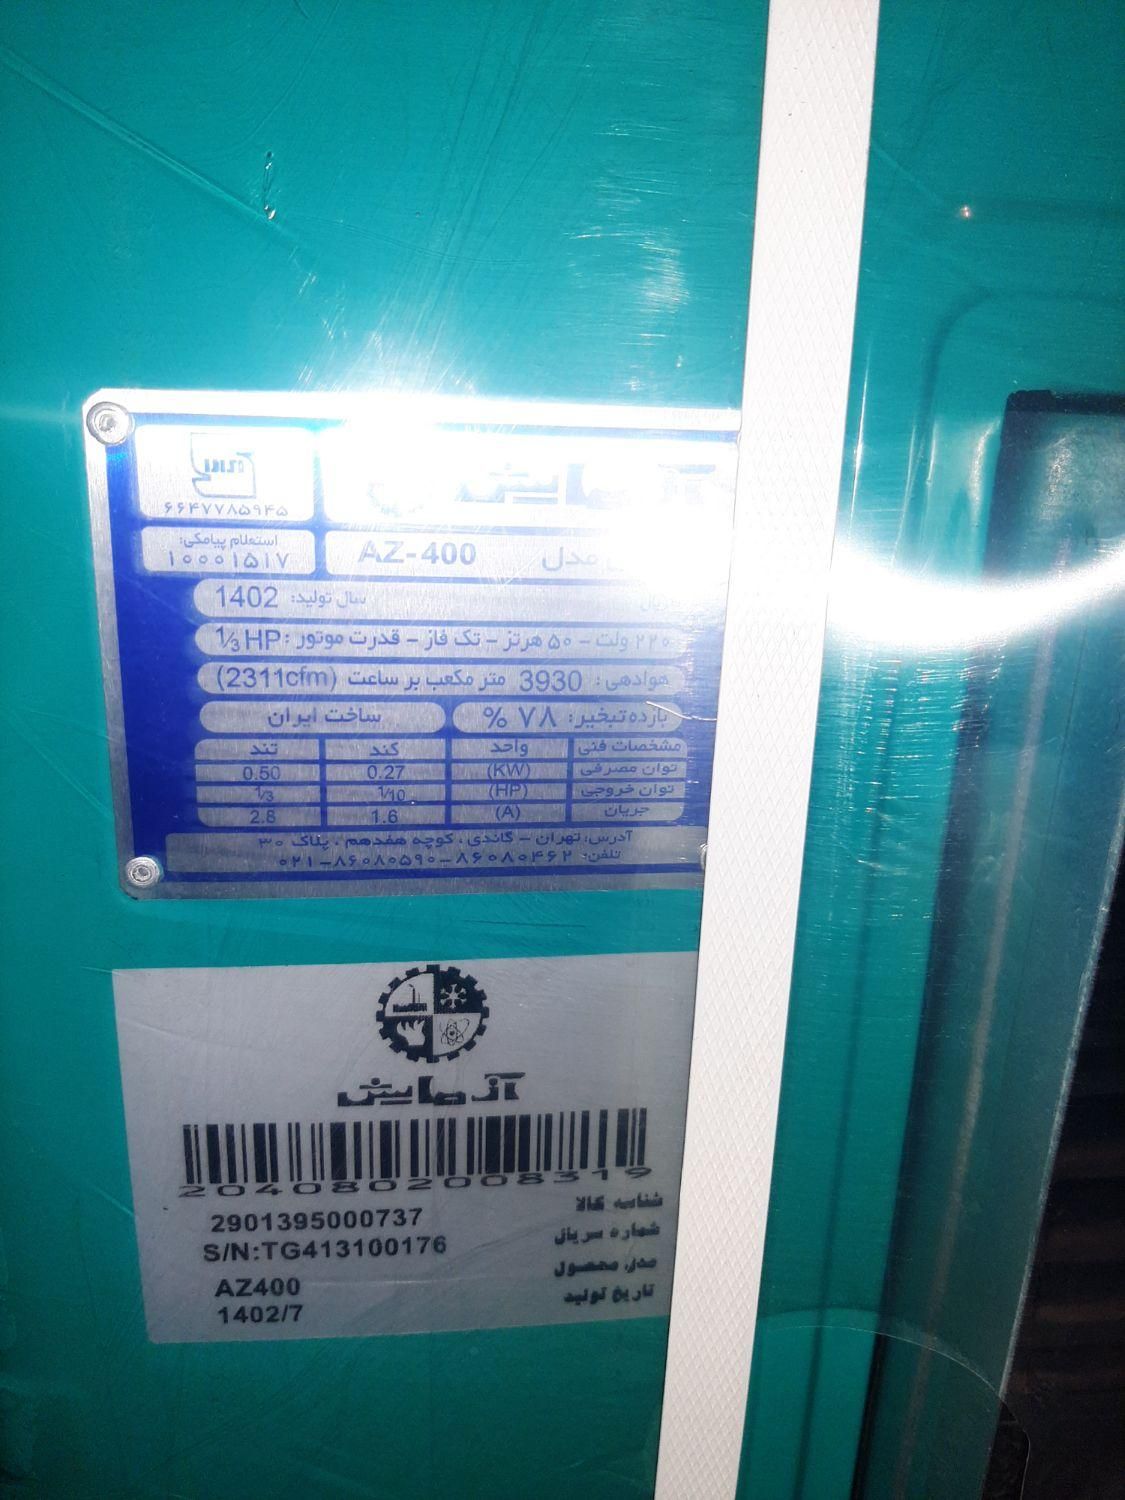 آزمایش
۶۶۴۷۷۸۵۹۴۵
استعلام پیامکی:
۱۰۰۰۱۵۱۷
مدل AZ-400
سال تولید: 1402
۲۲۰ ولت - ۵۰ هرتز - تک فاز - قدرت موتور: 1/3 HP
هوادهی: 3930 متر مکعب بر ساعت (2311cfm)
بازده تبخیر: ۷۸ %
ساخت ایران
مشخصات فنی واحد کند تند
توان مصرفی (KW) 0.27 0.50
توان خروجی (HP) 1/10 1/3
جریان (A) 1.6 2.8
آدرس: تهران - گاندی، کوچه هفدهم، پلاک ۳۰
تلفن: ۸۶۰۸۰۴۶۲-۰۲۱-۸۶۰۸۰۵۹۰
آزمایش
2040802008319
شناسه کالا 2901395000737
شماره سریال S/N:TG413100176
مدل محصول AZ400
تاریخ تولید 1402/7